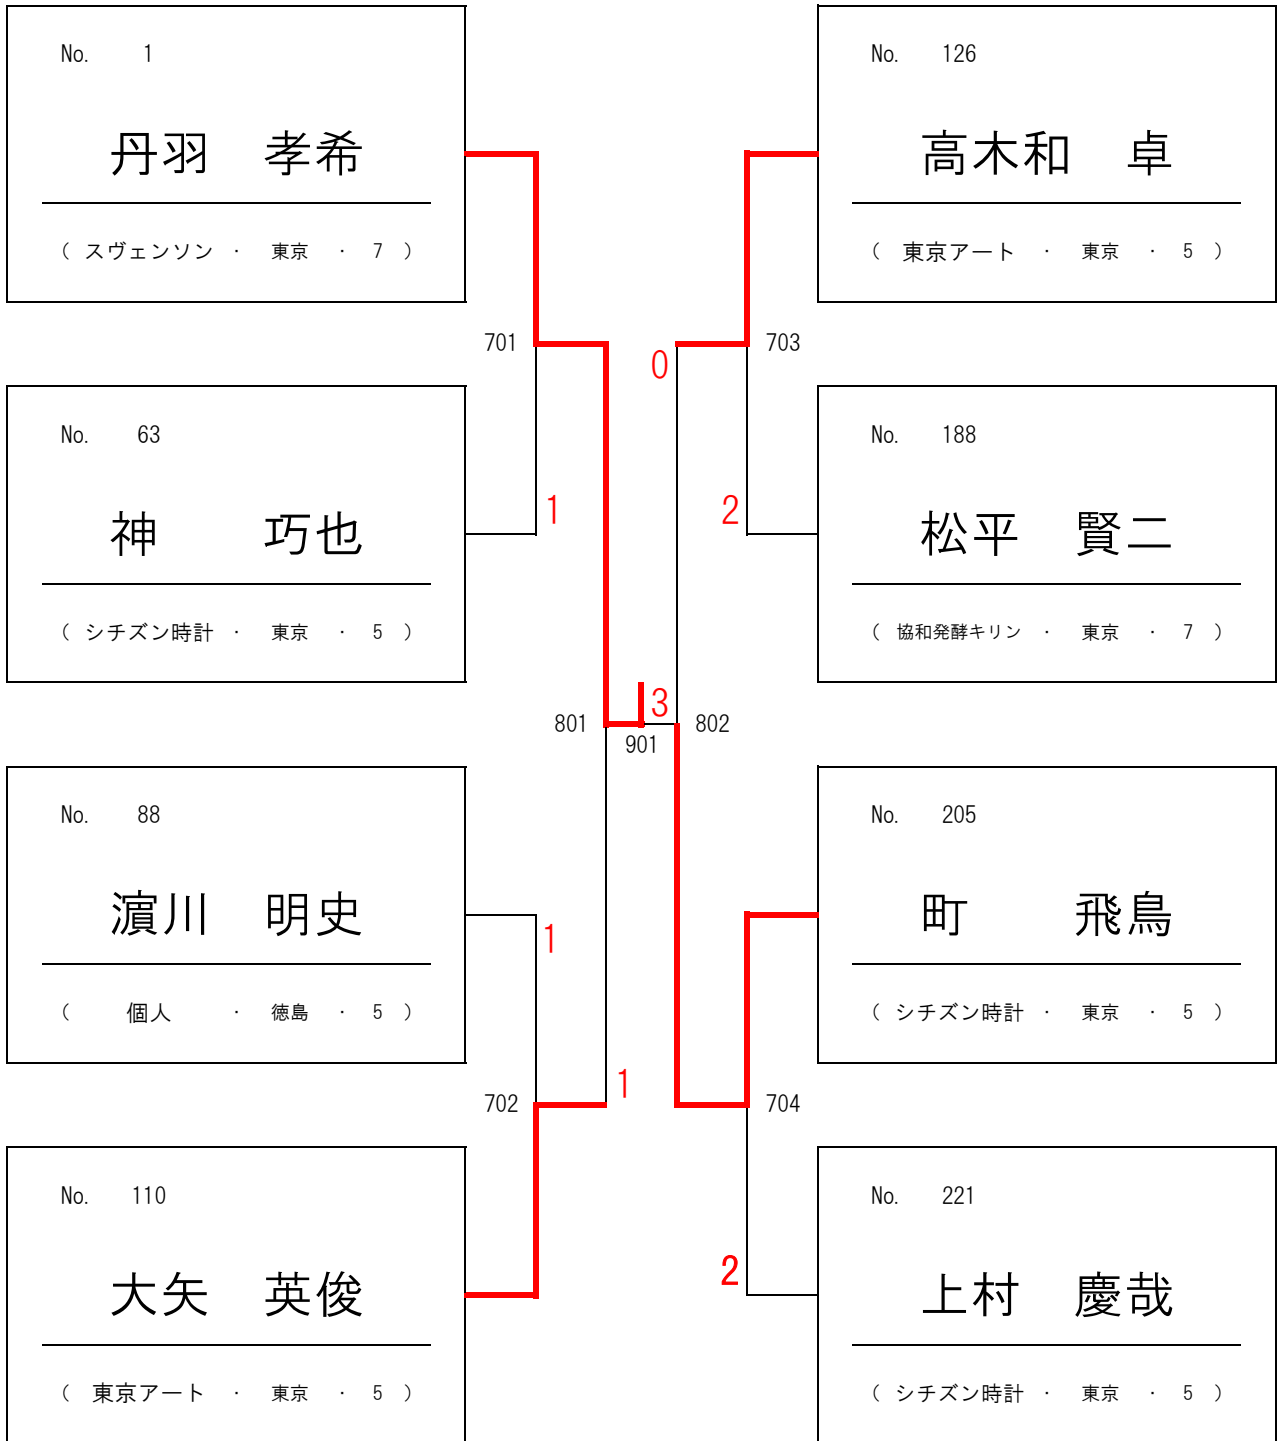 No. 1
丹羽 孝希
( スヴェンソン ・ 東京 ・ 7 )
No. 126
高木和 卓
( 東京アート ・ 東京 ・ 5 )
701
703
0
No. 63
神 巧也
( シチズン時計 ・ 東京 ・ 5 )
1
2
No. 188
松平 賢二
( 協和発酵キリン ・ 東京 ・ 7 )
3
801
802
901
No. 88
濵川 明史
( 個人 ・ 徳島 ・ 5 )
1
No. 205
町 飛鳥
( シチズン時計 ・ 東京 ・ 5 )
1
702
704
No. 110
大矢 英俊
( 東京アート ・ 東京 ・ 5 )
2
No. 221
上村 慶哉
( シチズン時計 ・ 東京 ・ 5 )